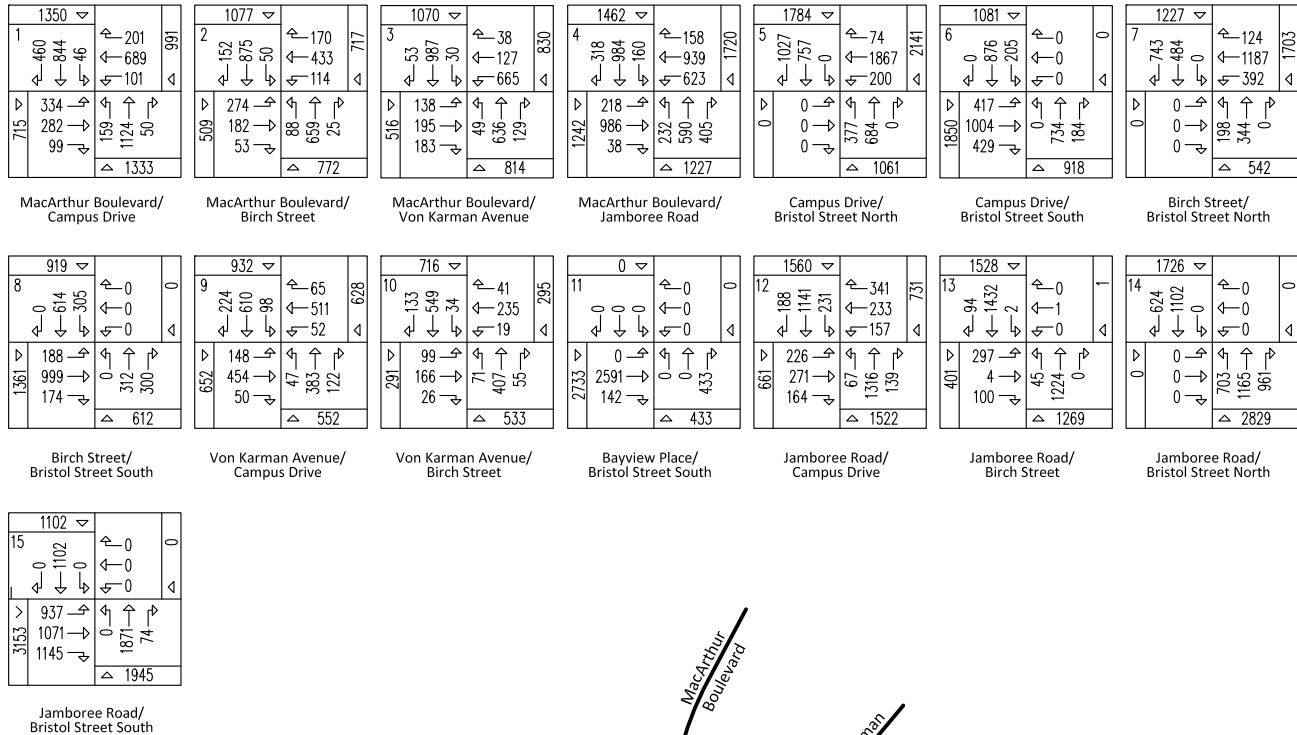 1350
1
460 844 46
201
689
101
991
334
282
99
715
159 1124 50
1333
MacArthur Boulevard/
Campus Drive
1077
2
152 875 50
170
433
114
717
274
182
53
509
88 659 25
772
MacArthur Boulevard/
Birch Street
1070
3
53 987 30
38
127
665
830
138
195
183
516
49 636 129
814
MacArthur Boulevard/
Von Karman Avenue
1462
4
318 984 160
158
939
623
1720
218
986
38
1242
232 590 405
1227
MacArthur Boulevard/
Jamboree Road
1784
5
1027 757 0
74
1867
200
2141
0
0
0
0
377 684 0
1061
Campus Drive/
Bristol Street North
1081
6
0 876 205
0
0
0
0
417
1004
429
1850
0 734 184
918
Campus Drive/
Bristol Street South
1227
7
743 484 0
124
1187
392
1703
0
0
0
0
198 344 0
542
Birch Street/
Bristol Street North
919
8
0 614 305
0
0
0
0
188
999
174
1361
0 312 300
612
Birch Street/
Bristol Street South
932
9
224 610 98
65
511
52
628
148
454
50
652
47 383 122
552
Von Karman Avenue/
Campus Drive
716
10
133 549 34
41
235
19
295
99
166
26
291
71 407 55
533
Von Karman Avenue/
Birch Street
0
11
0 0 0
0
0
0
0
0
2591
142
2733
0 0 433
433
Bayview Place/
Bristol Street South
1560
12
188 1141 231
341
233
157
731
226
271
164
661
67 1316 139
1522
Jamboree Road/
Campus Drive
1528
13
94 1432 2
0
1
0
1
297
4
100
401
45 1224 0
1269
Jamboree Road/
Birch Street
1726
14
624 1102 0
0
0
0
0
0
0
0
0
703 1165 961
2829
Jamboree Road/
Bristol Street North
1102
15
0 1102 0
0
0
0
0
937
1071
1145
3153
0 1871 74
1945
Jamboree Road/
Bristol Street South
MacArthur
Boulevard
man